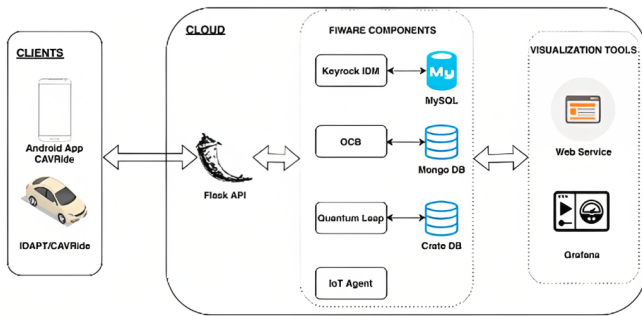 CLIENTS
Android App
CAVRide
IDAPT/CAVRide
CLOUD
Flask API
FIWARE COMPONENTS
Keyrock IDM
My
MySQL
OCB
Mongo DB
Quantum Leap
Crate DB
IoT Agent
VISUALIZATION TOOLS
Web Service
Grafana